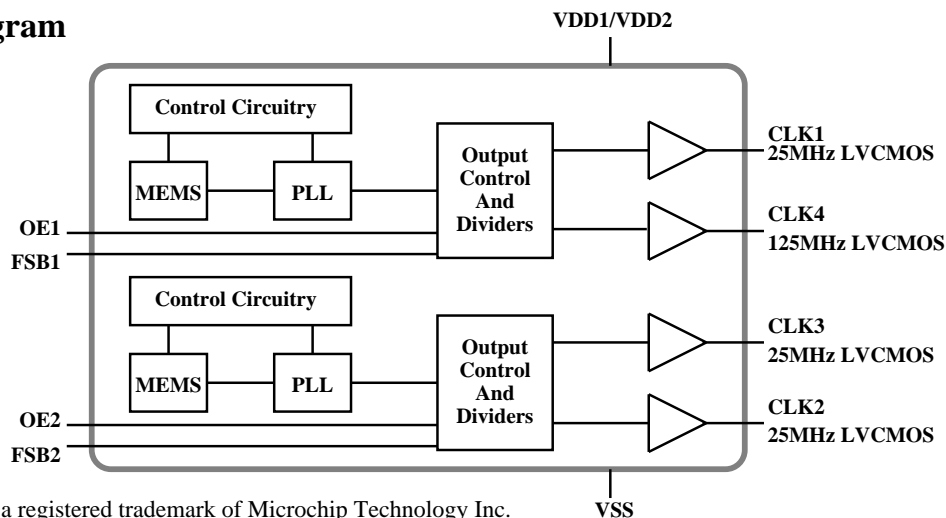 gram
VDD1/VDD2
Control Circuitry
MEMS
PLL
Output
Control
And
Dividers
CLK1
25MHz LVCMOS
CLK4
125MHz LVCMOS
OE1
FSB1
Control Circuitry
MEMS
PLL
Output
Control
And
Dividers
CLK3
25MHz LVCMOS
CLK2
25MHz LVCMOS
OE2
FSB2
a registered trademark of Microchip Technology Inc.
VSS